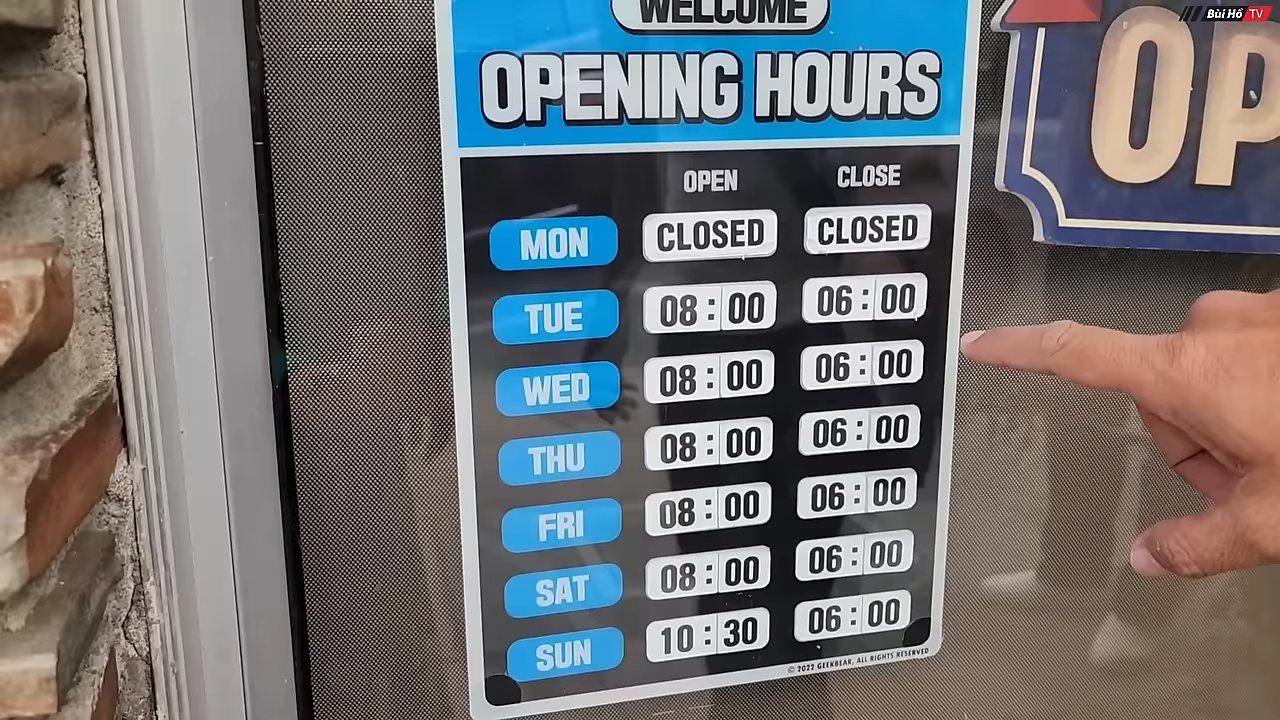 Bùi Hồ TV
WELCOME
OPENING HOURS
OP
OPEN CLOSE
MON CLOSED CLOSED
TUE 08:00 06:00
WED 08:00 06:00
THU 08:00 06:00
FRI 08:00 06:00
SAT 08:00 06:00
SUN 10:30 06:00
© 2022 GEEKBEAR, ALL RIGHTS RESERVED